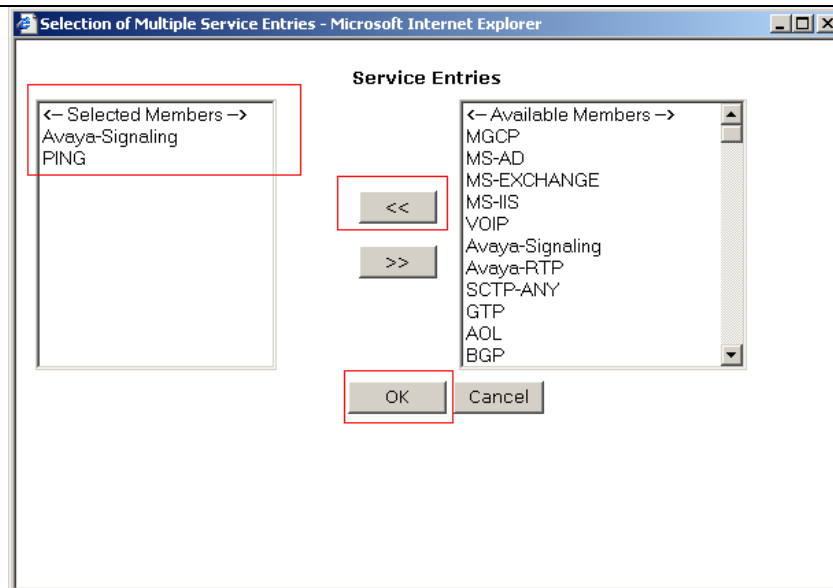 Selection of Multiple Service Entries - Microsoft Internet Explorer
Service Entries
<-- Selected Members -->
Avaya-Signaling
PING
<<
>>
<-- Available Members -->
MGCP
MS-AD
MS-EXCHANGE
MS-IIS
VOIP
Avaya-Signaling
Avaya-RTP
SCTP-ANY
GTP
AOL
BGP
OK
Cancel